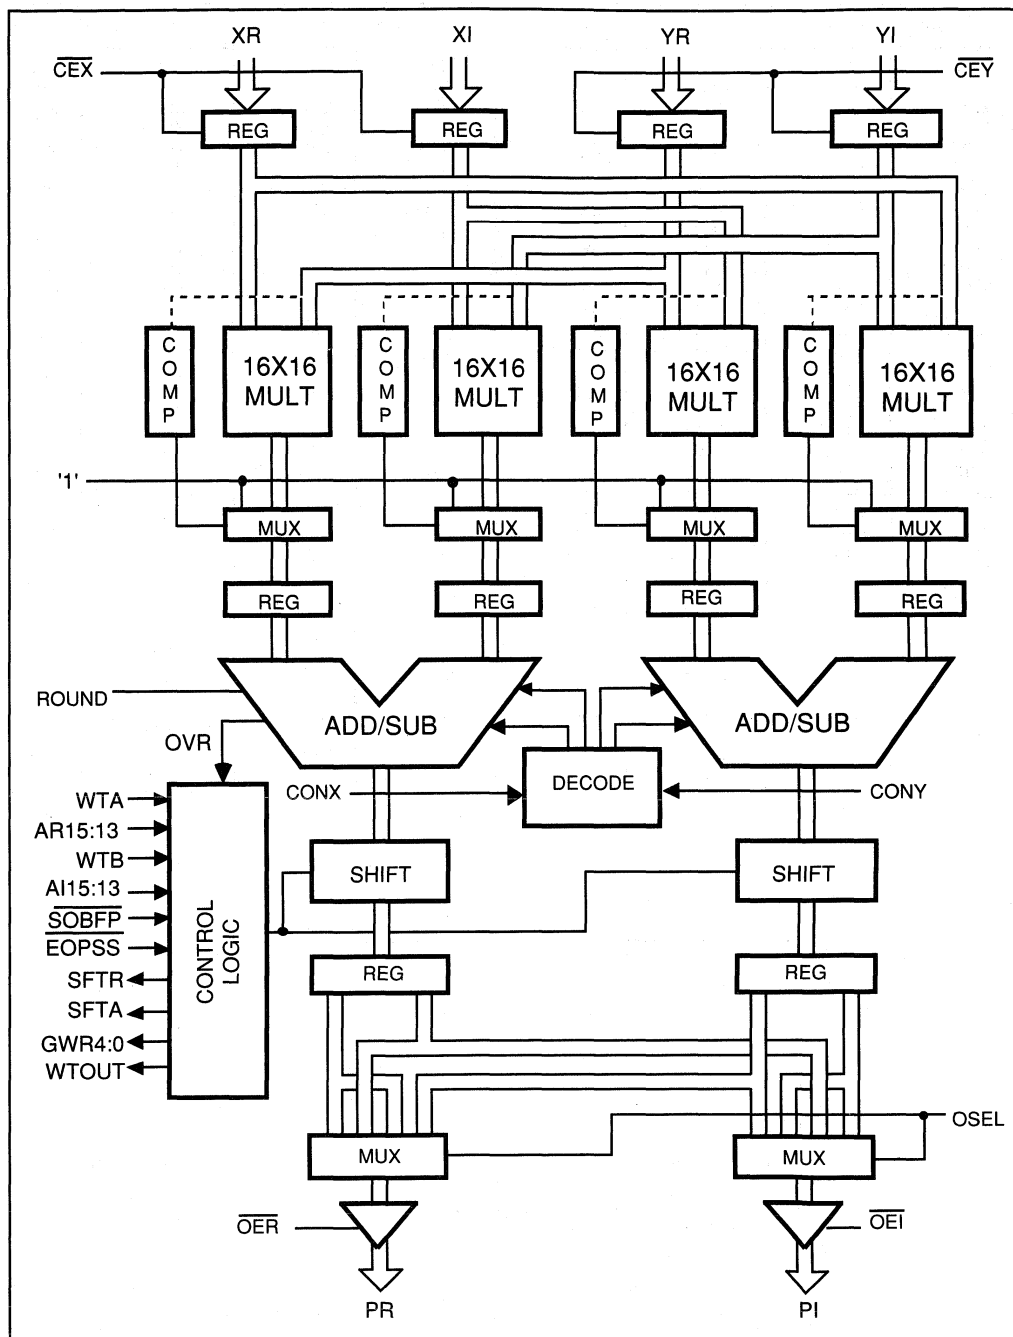 XR XI YR YI
CEX CEY
REG REG REG REG
COMP 16X16 MULT COMP 16X16 MULT COMP 16X16 MULT COMP 16X16 MULT
'1'
MUX MUX MUX MUX
REG REG REG REG
ROUND
ADD/SUB ADD/SUB
OVR
DECODE
CONX CONY
WTA
AR15:13
WTB
AI15:13
SOBFP
EOPSS
SFTR
SFTA
GWR4:0
WTOUT
CONTROL LOGIC
SHIFT SHIFT
REG REG
OSEL
MUX MUX
OER OEI
PR PI